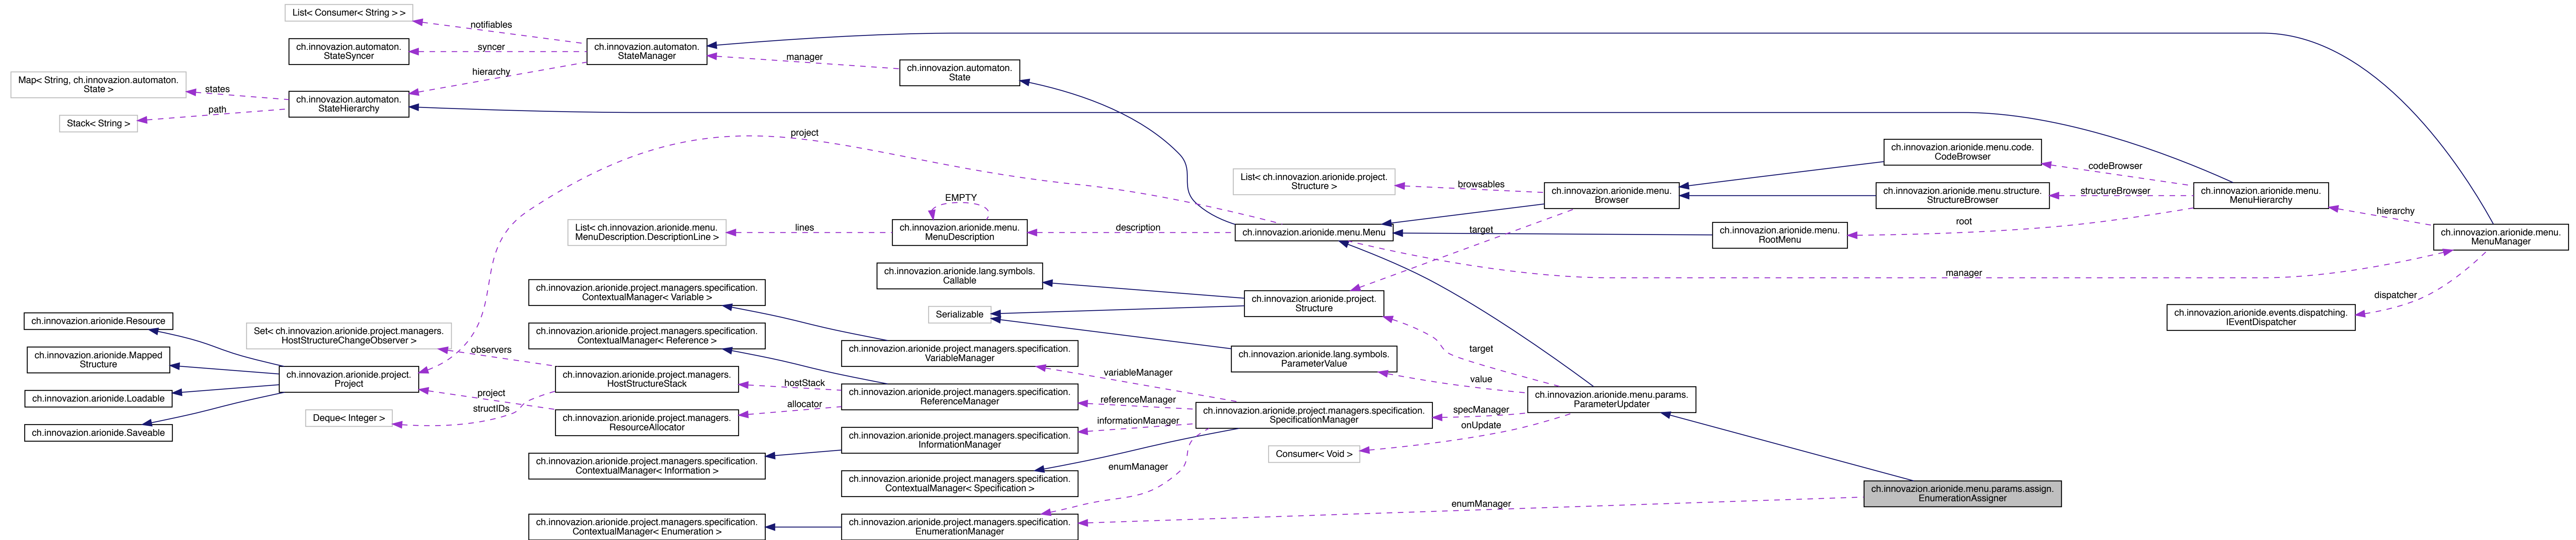 List< Consumer< String > >
notifiables
ch.innovazion.automaton.
StateSyncer
syncer
ch.innovazion.automaton.
StateManager
manager
ch.innovazion.automaton.
State
hierarchy
Map< String, ch.innovazion.automaton.
State >
states
path
ch.innovazion.automaton.
StateHierarchy
Stack< String >
project
List< ch.innovazion.arionide.project.
Structure >
browsables
ch.innovazion.arionide.menu.
Browser
ch.innovazion.arionide.menu.code.
CodeBrowser
codeBrowser
ch.innovazion.arionide.menu.structure.
StructureBrowser
structureBrowser
ch.innovazion.arionide.menu.
MenuHierarchy
hierarchy
EMPTY
List< ch.innovazion.arionide.menu.
MenuDescription.DescriptionLine >
lines
ch.innovazion.arionide.menu.
MenuDescription
description
ch.innovazion.arionide.menu.Menu
target
ch.innovazion.arionide.menu.
RootMenu
root
ch.innovazion.arionide.menu.
MenuManager
manager
dispatcher
ch.innovazion.arionide.events.dispatching.
IEventDispatcher
ch.innovazion.arionide.lang.symbols.
Callable
ch.innovazion.arionide.project.managers.specification.
ContextualManager< Variable >
ch.innovazion.arionide.project.
Structure
Serializable
ch.innovazion.arionide.Resource
Set< ch.innovazion.arionide.project.managers.
HostStructureChangeObserver >
ch.innovazion.arionide.project.managers.specification.
ContextualManager< Reference >
observers
ch.innovazion.arionide.project.managers.specification.
VariableManager
ch.innovazion.arionide.lang.symbols.
ParameterValue
target
value
ch.innovazion.arionide.Mapped
Structure
ch.innovazion.arionide.project.
Project
ch.innovazion.arionide.project.managers.
HostStructureStack
hostStack
variableManager
project
structIDs
allocator
ch.innovazion.arionide.project.managers.specification.
ReferenceManager
referenceManager
ch.innovazion.arionide.Loadable
Deque< Integer >
ch.innovazion.arionide.project.managers.
ResourceAllocator
ch.innovazion.arionide.project.managers.specification.
SpecificationManager
specManager
onUpdate
ch.innovazion.arionide.menu.params.
ParameterUpdater
informationManager
ch.innovazion.arionide.Saveable
ch.innovazion.arionide.project.managers.specification.
InformationManager
ch.innovazion.arionide.project.managers.specification.
ContextualManager< Information >
enumManager
Consumer< Void >
ch.innovazion.arionide.project.managers.specification.
ContextualManager< Specification >
ch.innovazion.arionide.menu.params.assign.
EnumerationAssigner
enumManager
ch.innovazion.arionide.project.managers.specification.
ContextualManager< Enumeration >
ch.innovazion.arionide.project.managers.specification.
EnumerationManager